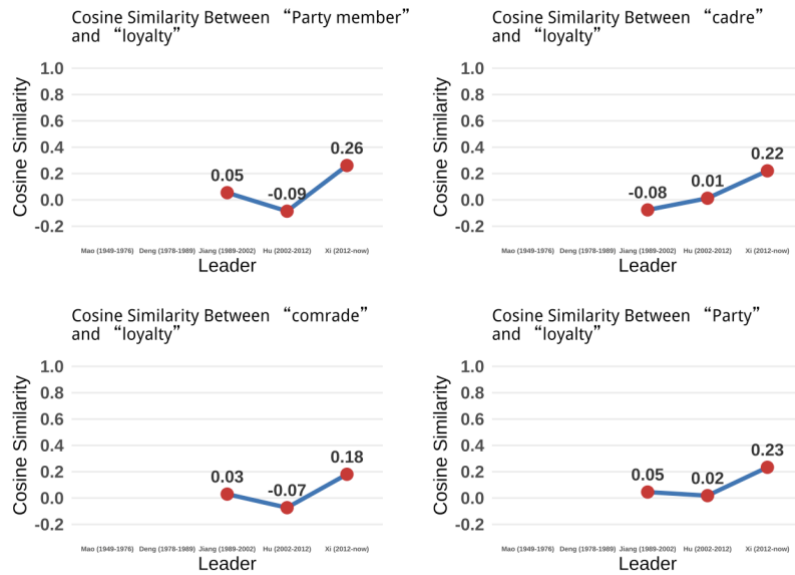 Cosine Similarity Between “Party member”
and “loyalty”
1.0
0.8
0.6
0.4
0.2
0.0
-0.2
Cosine Similarity
0.05
-0.09
0.26
Mao (1949-1976) Deng (1978-1989) Jiang (1989-2002) Hu (2002-2012) Xi (2012-now)
Leader
Cosine Similarity Between “cadre”
and “loyalty”
1.0
0.8
0.6
0.4
0.2
0.0
-0.2
Cosine Similarity
-0.08
0.01
0.22
Mao (1949-1976) Deng (1978-1989) Jiang (1989-2002) Hu (2002-2012) Xi (2012-now)
Leader
Cosine Similarity Between “comrade”
and “loyalty”
1.0
0.8
0.6
0.4
0.2
0.0
-0.2
Cosine Similarity
0.03
-0.07
0.18
Mao (1949-1976) Deng (1978-1989) Jiang (1989-2002) Hu (2002-2012) Xi (2012-now)
Leader
Cosine Similarity Between “Party”
and “loyalty”
1.0
0.8
0.6
0.4
0.2
0.0
-0.2
Cosine Similarity
0.05
0.02
0.23
Mao (1949-1976) Deng (1978-1989) Jiang (1989-2002) Hu (2002-2012) Xi (2012-now)
Leader